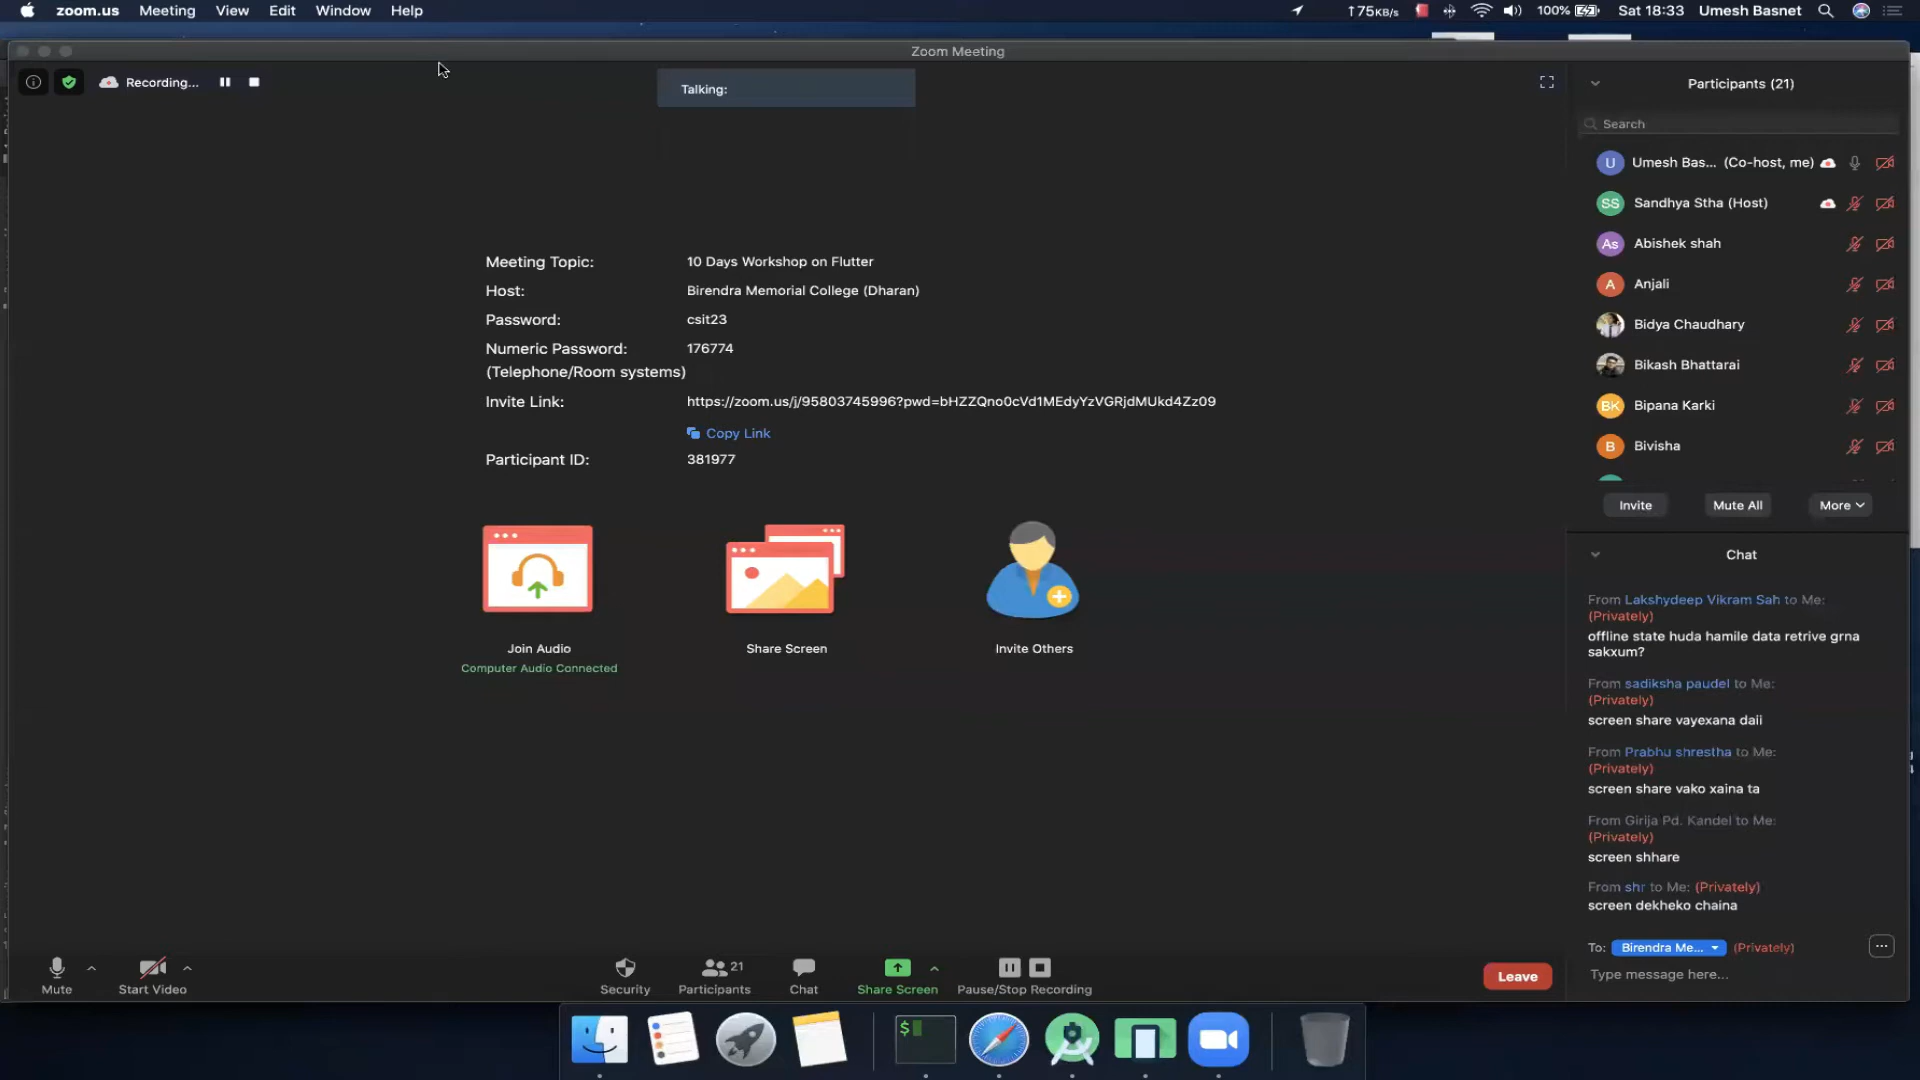 zoom.us Meeting View Edit Window Help
↑75KB/s 100% Sat 18:33 Umesh Basnet
Zoom Meeting
Recording...
Talking:
Meeting Topic: 10 Days Workshop on Flutter
Host: Birendra Memorial College (Dharan)
Password: csit23
Numeric Password: 176774
(Telephone/Room systems)
Invite Link: https://zoom.us/j/95803745996?pwd=bHZZQno0cVd1MEdyYzVGRjdMUkd4Zz09
Copy Link
Participant ID: 381977
Join Audio
Computer Audio Connected
Share Screen
Invite Others
Participants (21)
Search
U Umesh Bas... (Co-host, me)
SS Sandhya Stha (Host)
As Abishek shah
A Anjali
Bidya Chaudhary
Bikash Bhattarai
BK Bipana Karki
B Bivisha
Invite Mute All More
Chat
From Lakshydeep Vikram Sah to Me:
(Privately)
offline state huda hamile data retrive grna
sakxum?
From sadiksha paudel to Me:
(Privately)
screen share vayexana daii
From Prabhu shrestha to Me:
(Privately)
screen share vako xaina ta
From Girija Pd. Kandel to Me:
(Privately)
screen shhare
From shr to Me: (Privately)
screen dekheko chaina
To: Birendra Me... (Privately)
Type message here...
Mute
Start Video
Security
21
Participants
Chat
Share Screen
Pause/Stop Recording
Leave
$